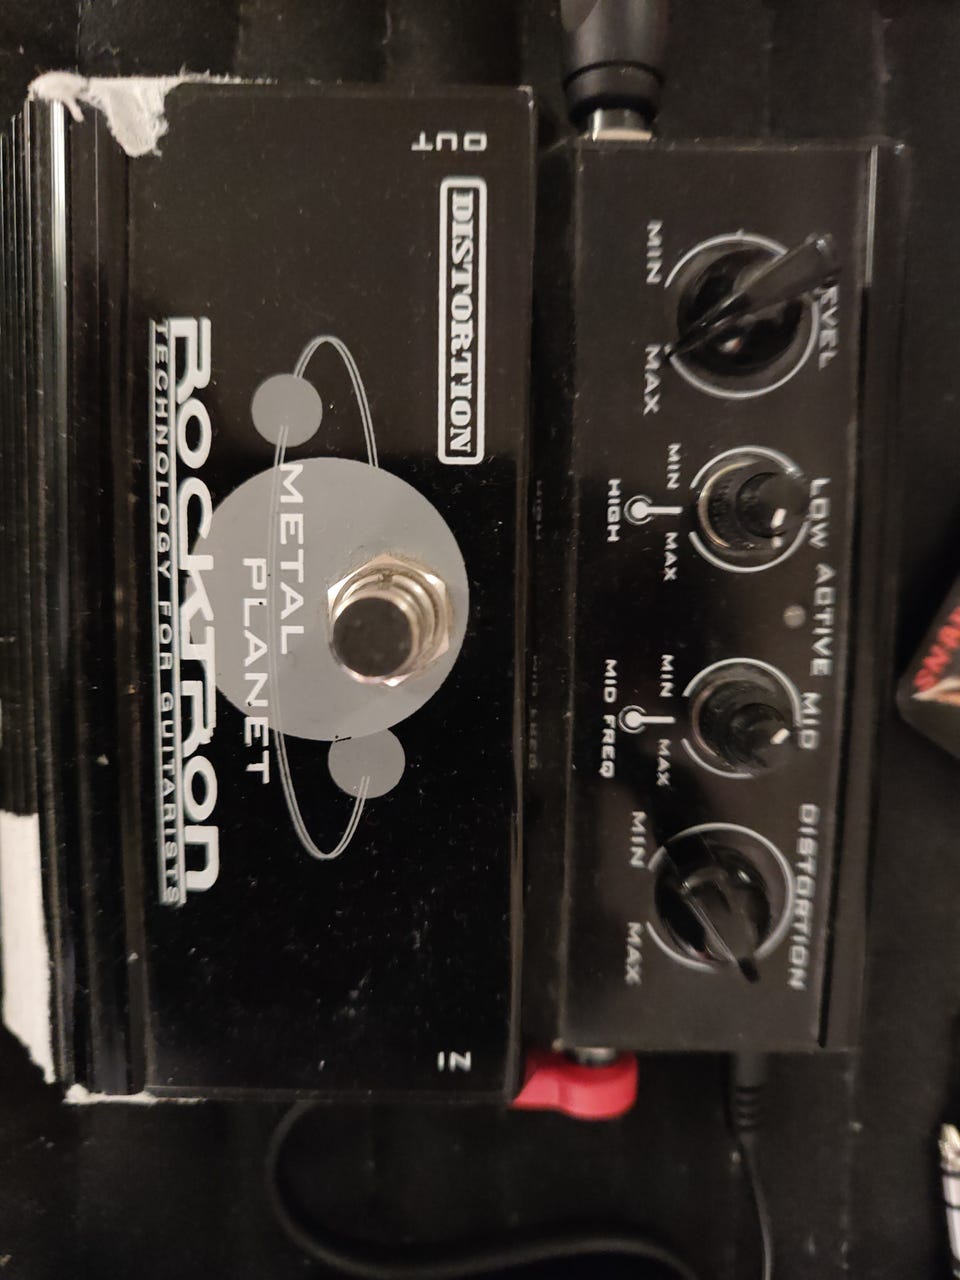 LEVEL
MIN
MAX
LOW
MIN
MAX
HIGH
ACTIVE
MID
MIN
MAX
MID FREQ
DISTORTION
MIN
MAX
OUT
DISTORTION
IN
METAL
PLANET
ROCKTRON
TECHNOLOGY FOR GUITARISTS